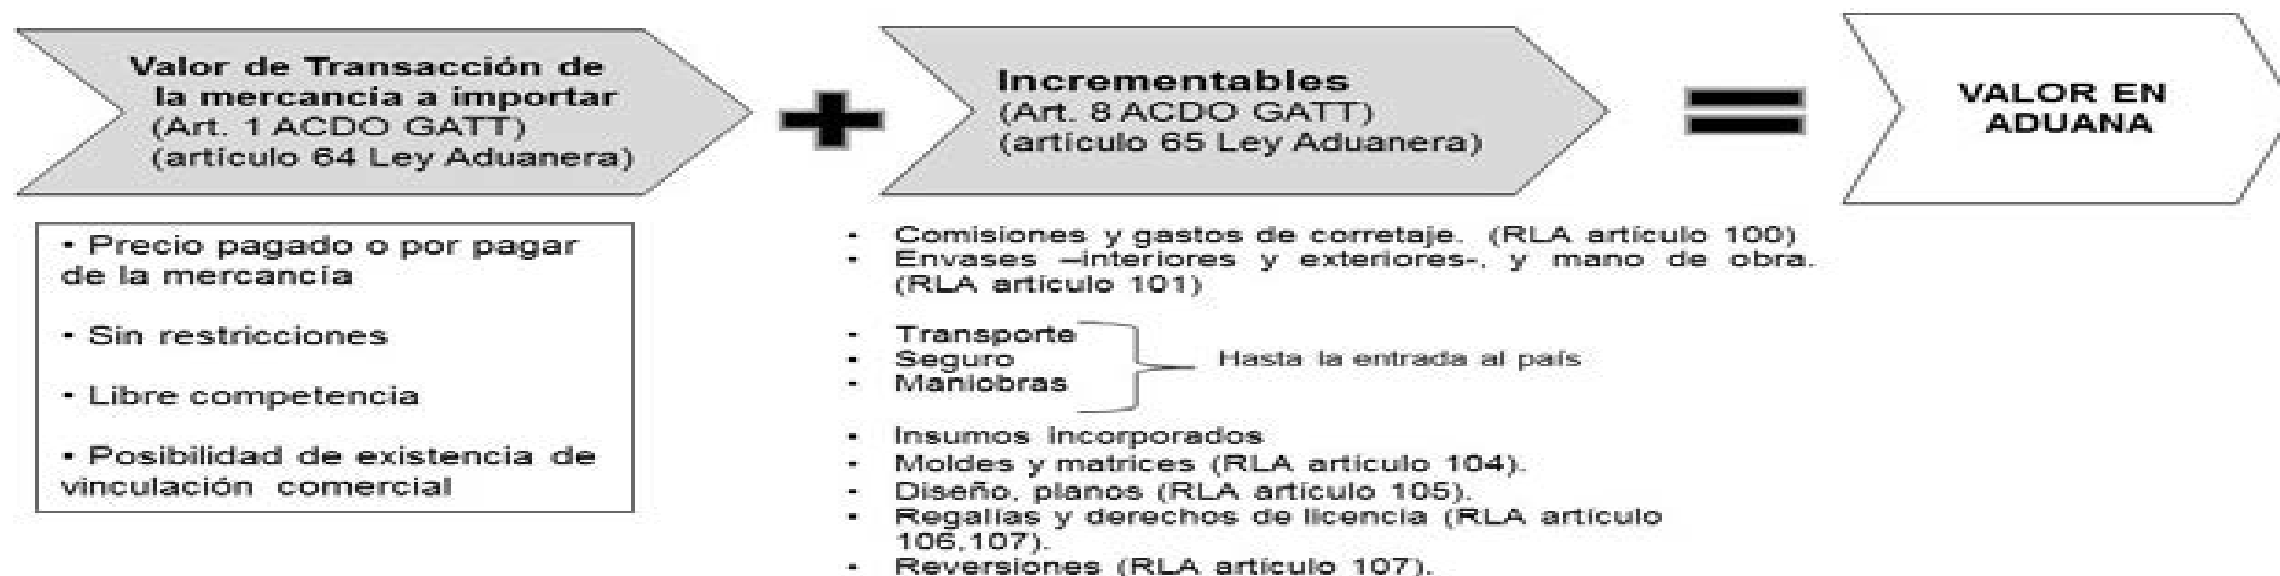 Valor de Transacción de
la mercancía a importar
(Art. 1 ACDO GATT)
(artículo 64 Ley Aduanera)
Incrementables
(Art. 8 ACDO GATT)
(artículo 65 Ley Aduanera)
VALOR EN
ADUANA
• Precio pagado o por pagar
de la mercancía
• Sin restricciones
• Libre competencia
• Posibilidad de existencia de
vinculación comercial
• Comisiones y gastos de corretaje. (RLA artículo 100)
• Envases –interiores y exteriores-, y mano de obra.
(RLA artículo 101)
• Transporte
• Seguro
• Maniobras
Hasta la entrada al país
• Insumos incorporados
• Moldes y matrices (RLA artículo 104).
• Diseño, planos (RLA artículo 105).
• Regalías y derechos de licencia (RLA artículo
106,107).
• Reversiones (RLA artículo 107).